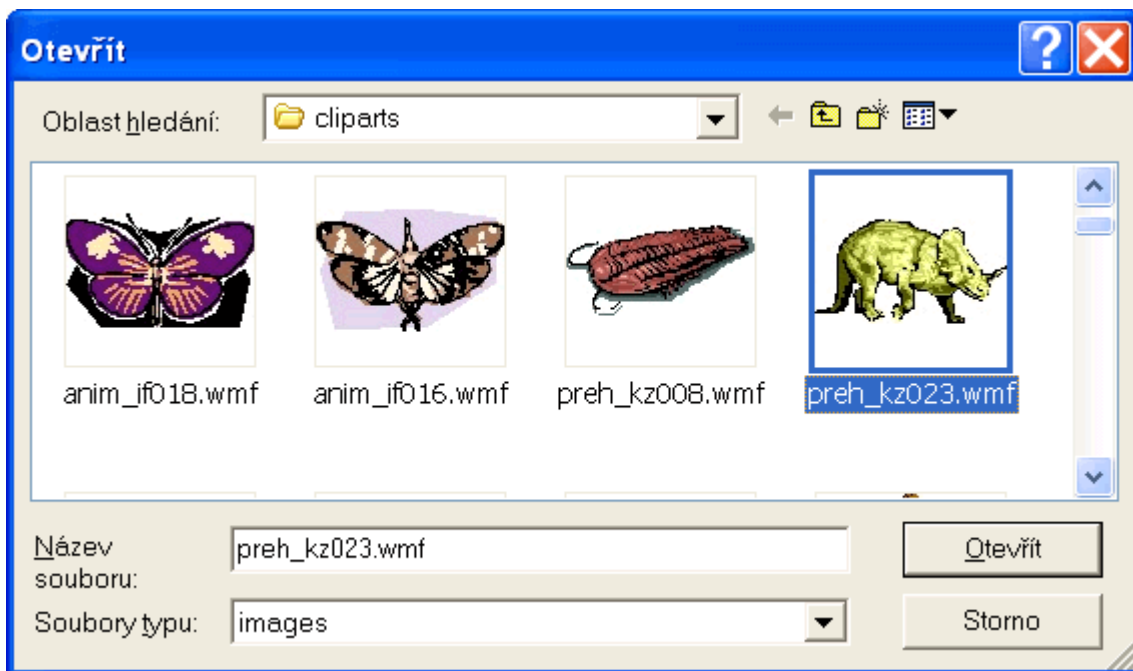 Otevřít
Oblast hledání:
cliparts
anim_if018.wmf
anim_if016.wmf
preh_kz008.wmf
preh_kz023.wmf
Název
souboru:
preh_kz023.wmf
Otevřít
Soubory typu:
images
Storno